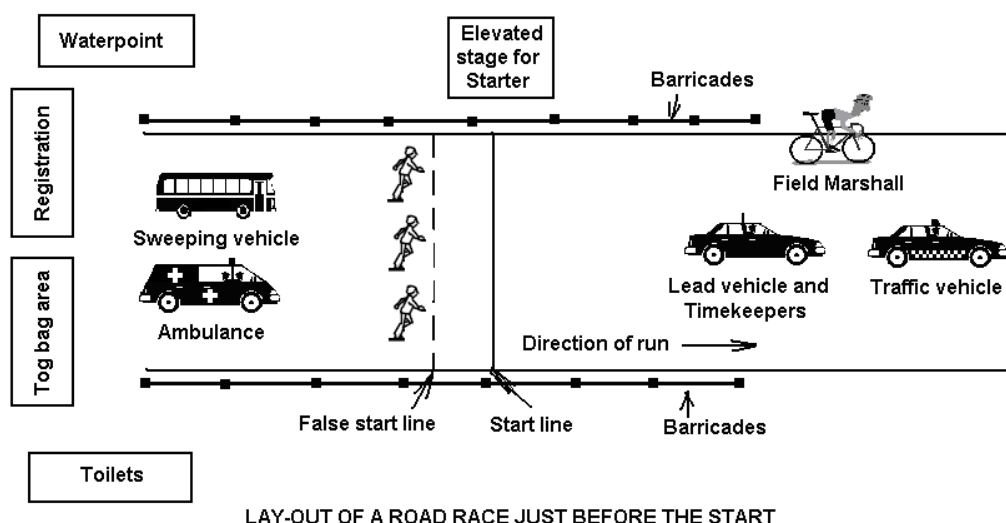 Waterpoint
Elevated
stage for
Starter
Barricades
Registration
Field Marshall
Sweeping vehicle
Lead vehicle and
Timekeepers
Traffic vehicle
Tog bag area
Ambulance
Direction of run
False start line
Start line
Barricades
Toilets
LAY-OUT OF A ROAD RACE JUST BEFORE THE START